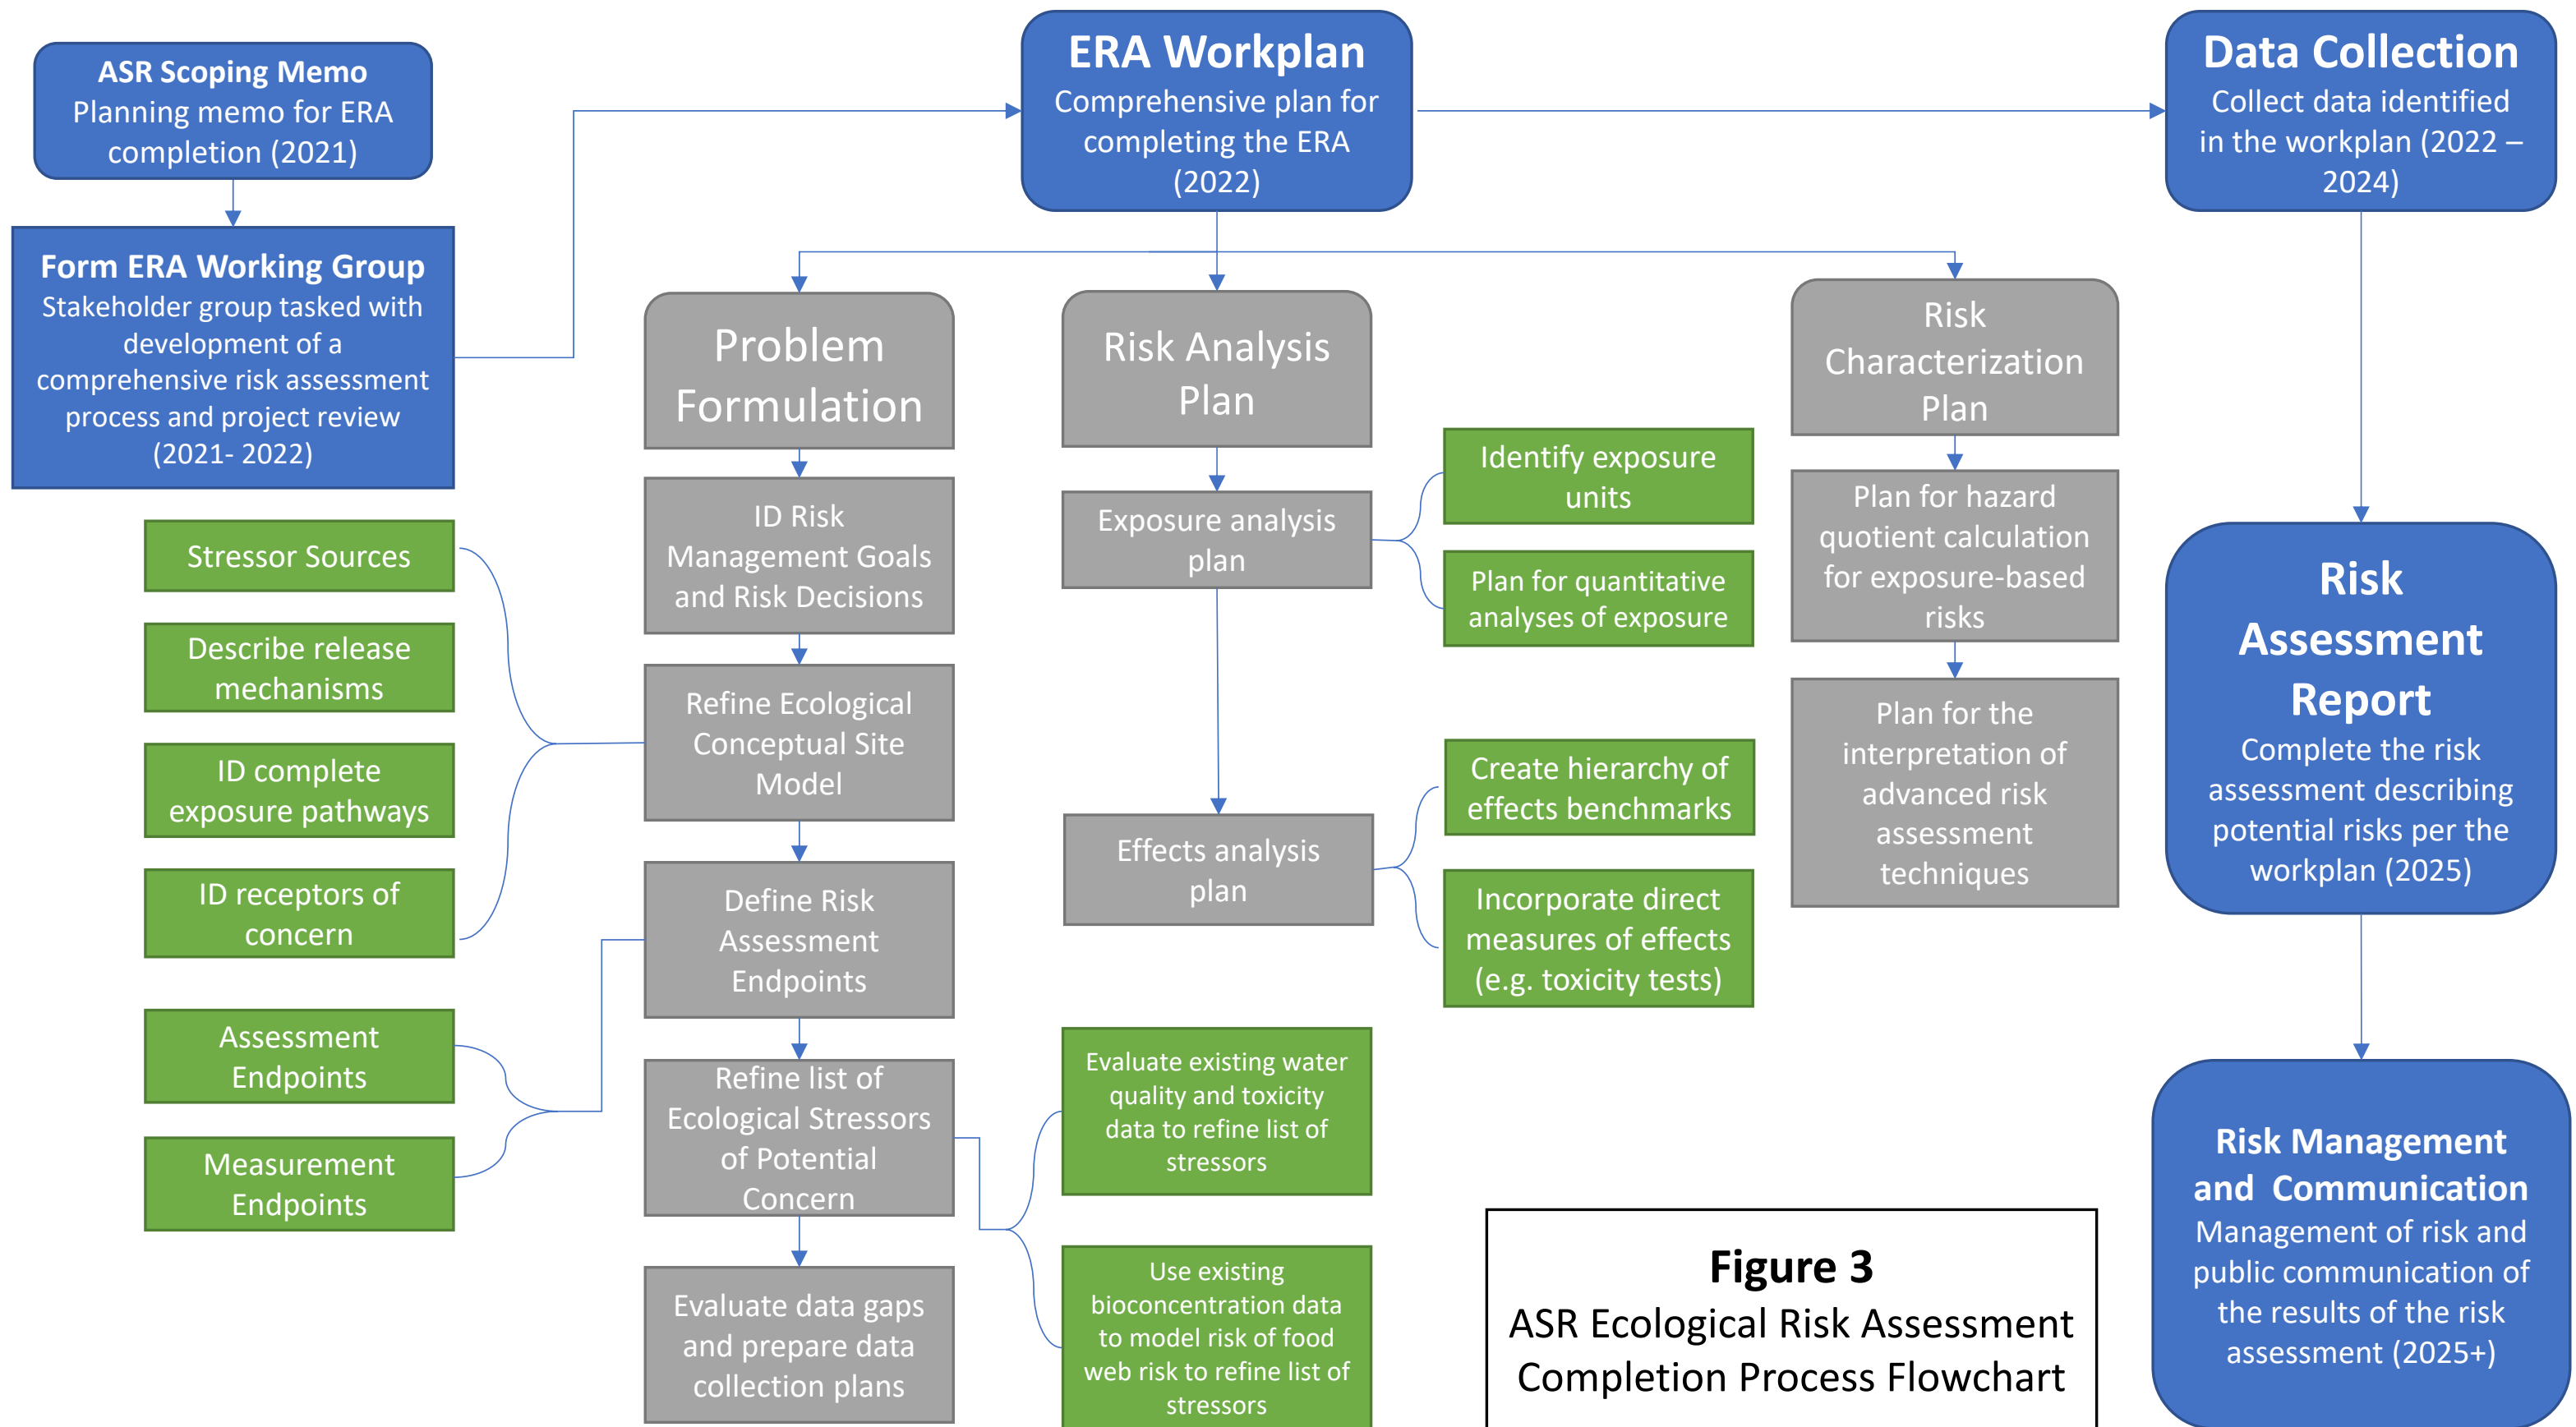 ASR Scoping Memo
Planning memo for ERA
completion (2021)
Form ERA Working Group
Stakeholder group tasked with
development of a
comprehensive risk assessment
process and project review
(2021- 2022)
ERA Workplan
Comprehensive plan for
completing the ERA
(2022)
Data Collection
Collect data identified
in the workplan (2022 –
2024)
Problem
Formulation
ID Risk
Management Goals
and Risk Decisions
Refine Ecological
Conceptual Site
Model
Stressor Sources
Describe release
mechanisms
ID complete
exposure pathways
ID receptors of
concern
Define Risk
Assessment
Endpoints
Assessment
Endpoints
Measurement
Endpoints
Refine list of
Ecological Stressors
of Potential
Concern
Evaluate existing water
quality and toxicity
data to refine list of
stressors
Use existing
bioconcentration data
to model risk of food
web risk to refine list of
stressors
Evaluate data gaps
and prepare data
collection plans
Risk Analysis
Plan
Exposure analysis
plan
Identify exposure
units
Plan for quantitative
analyses of exposure
Effects analysis
plan
Create hierarchy of
effects benchmarks
Incorporate direct
measures of effects
(e.g. toxicity tests)
Risk
Characterization
Plan
Plan for hazard
quotient calculation
for exposure-based
risks
Plan for the
interpretation of
advanced risk
assessment
techniques
Risk
Assessment
Report
Complete the risk
assessment describing
potential risks per the
workplan (2025)
Risk Management
and  Communication
Management of risk and
public communication of
the results of the risk
assessment (2025+)
Figure 3
ASR Ecological Risk Assessment
Completion Process Flowchart